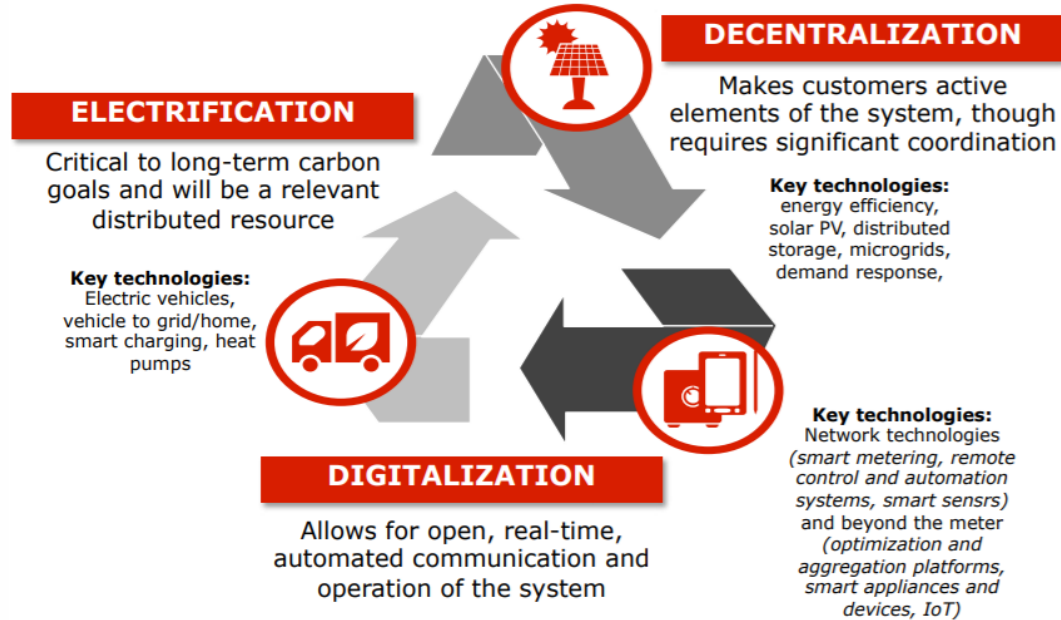 ELECTRIFICATION
Critical to long-term carbon
goals and will be a relevant
distributed resource
Key technologies:
Electric vehicles,
vehicle to grid/home,
smart charging, heat
pumps
DECENTRALIZATION
Makes customers active
elements of the system, though
requires significant coordination
Key technologies:
energy efficiency,
solar PV, distributed
storage, microgrids,
demand response,
DIGITALIZATION
Allows for open, real-time,
automated communication and
operation of the system
Key technologies:
Network technologies
(smart metering, remote
control and automation
systems, smart sensrs)
and beyond the meter
(optimization and
aggregation platforms,
smart appliances and
devices, IoT)